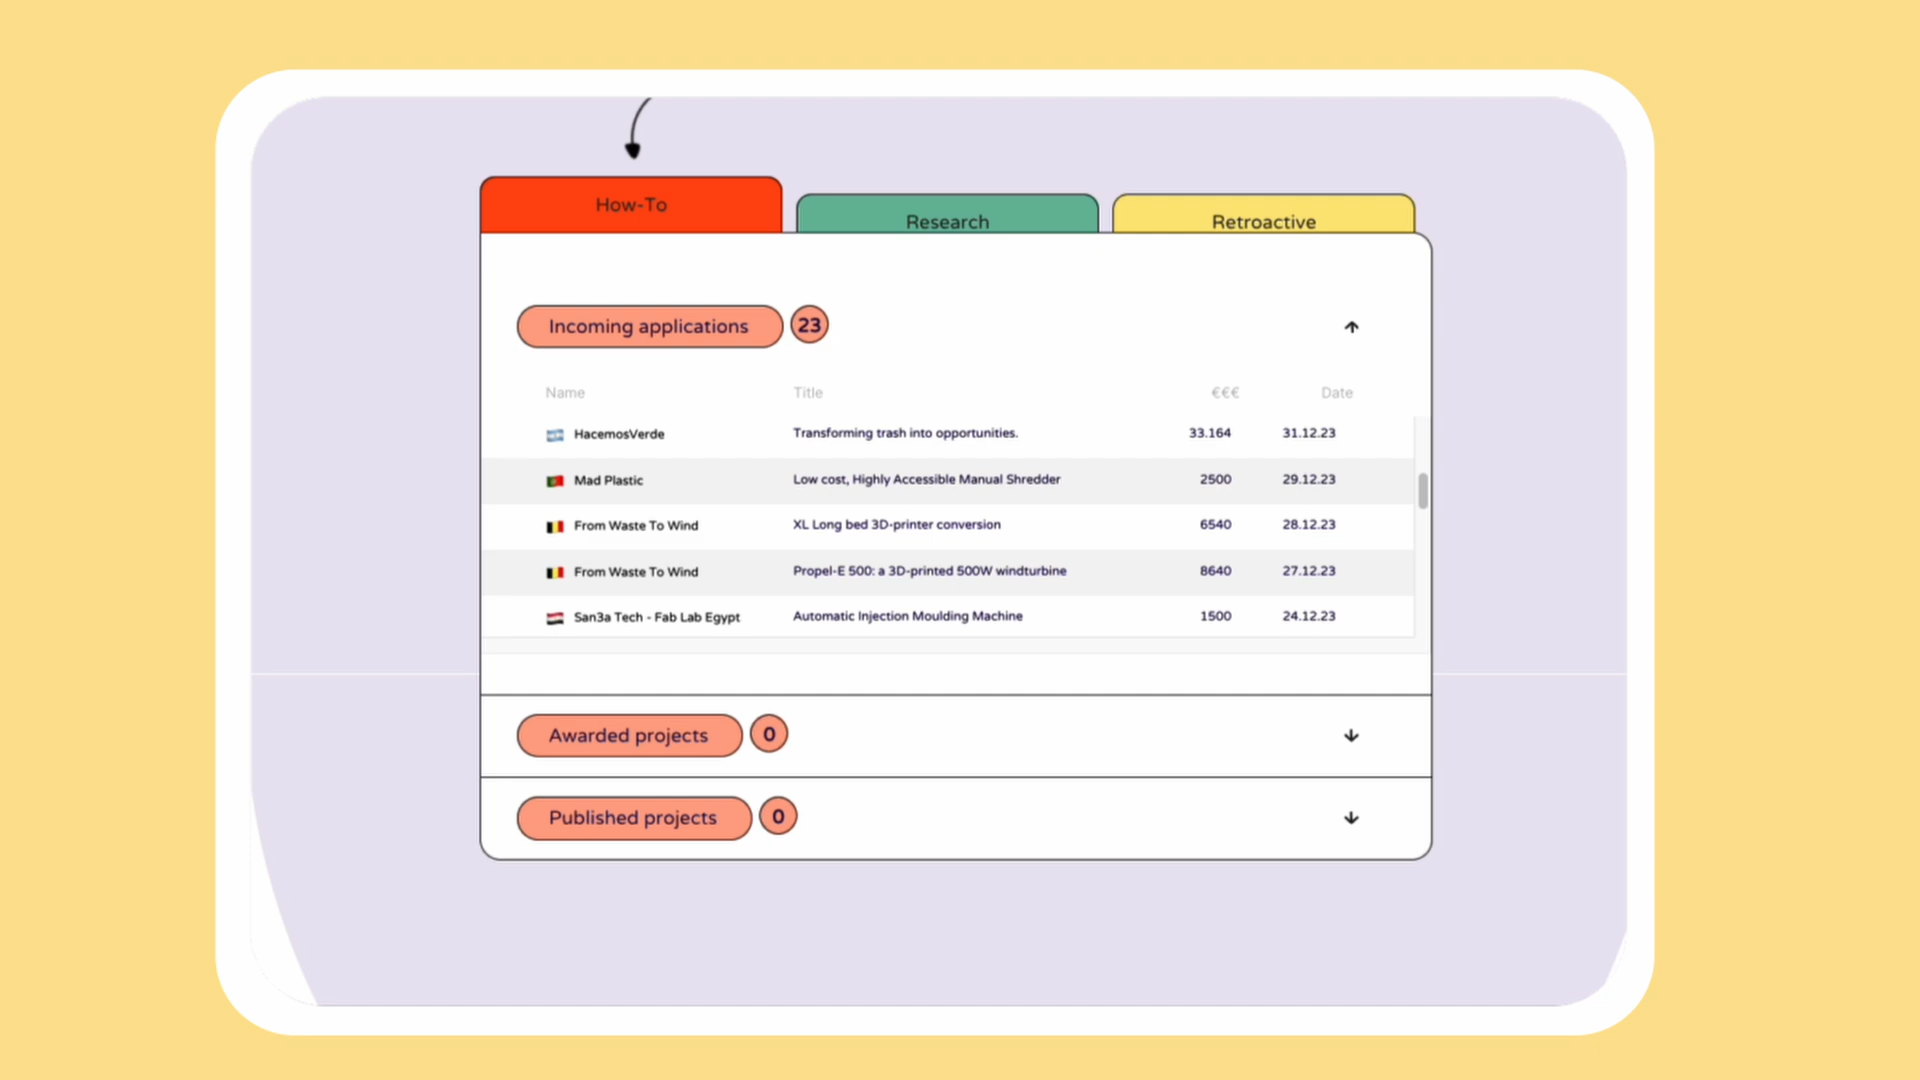 How-To
Research
Retroactive
Incoming applications 23
Name Title €€€ Date
HacemosVerde Transforming trash into opportunities. 33.164 31.12.23
Mad Plastic Low cost, Highly Accessible Manual Shredder 2500 29.12.23
From Waste To Wind XL Long bed 3D-printer conversion 6540 28.12.23
From Waste To Wind Propel-E 500: a 3D-printed 500W windturbine 8640 27.12.23
San3a Tech - Fab Lab Egypt Automatic Injection Moulding Machine 1500 24.12.23
Awarded projects 0
Published projects 0